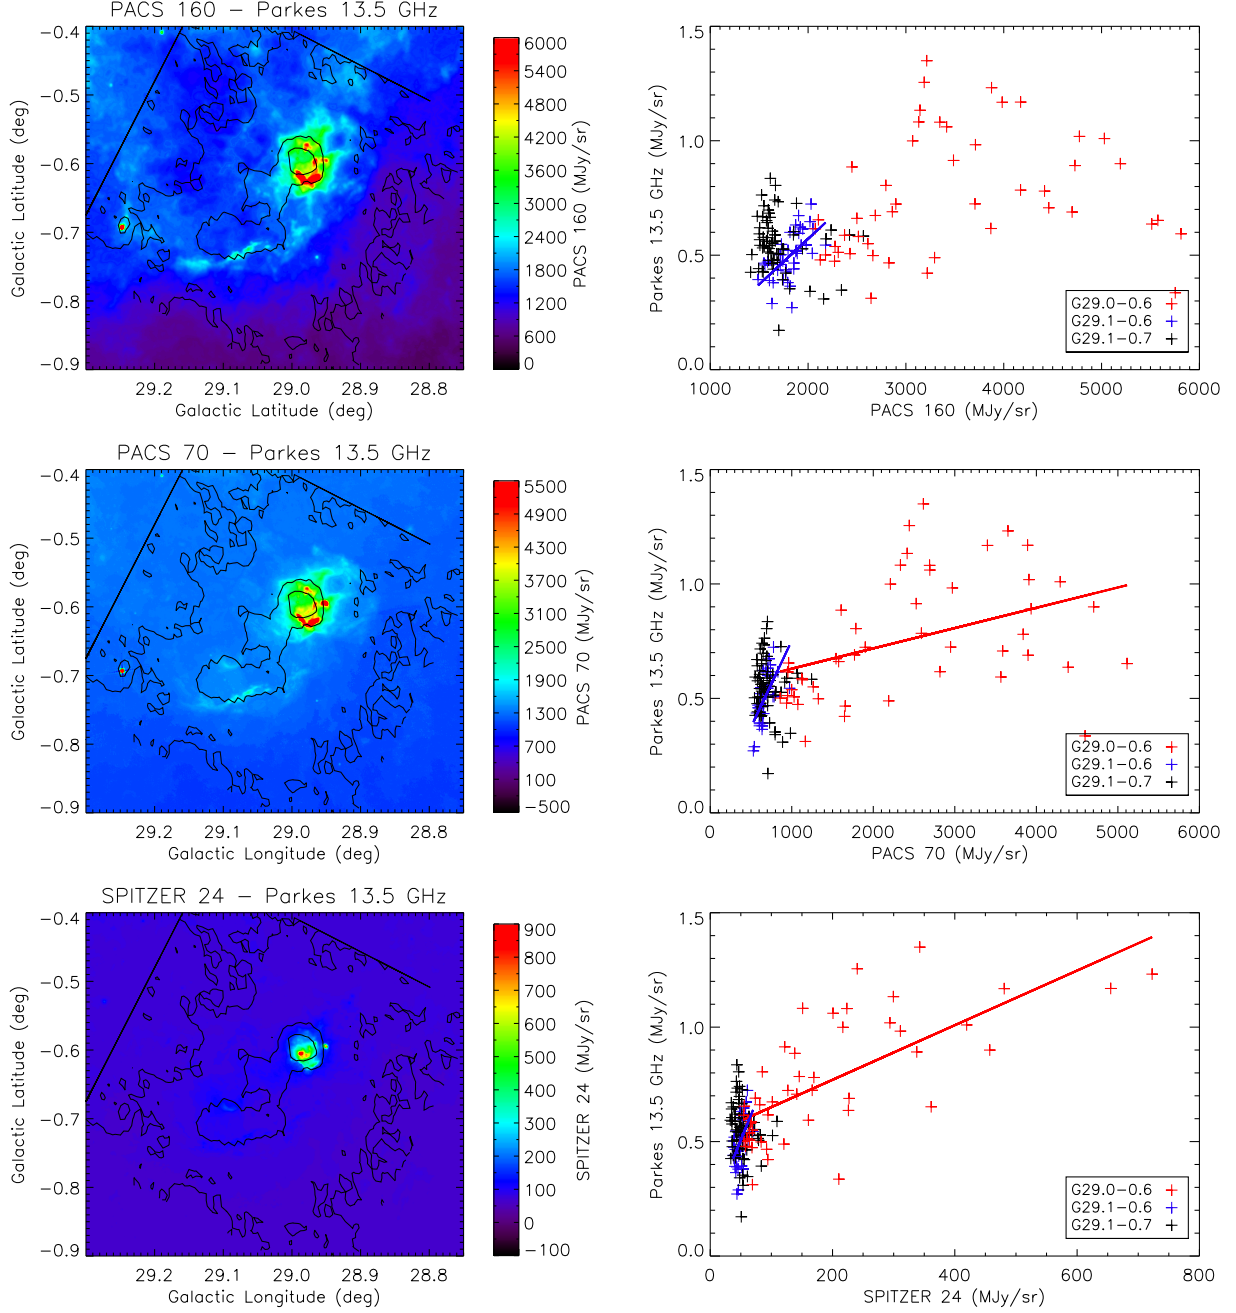 PACS 160 − Parkes 13.5 GHz
−0.4
−0.5
−0.6
−0.7
−0.8
−0.9
Galactic Latitude (deg)
29.2 29.1 29.0 28.9 28.8
Galactic Latitude (deg)
6000
5400
4800
4200
3600
3000
2400
1800
1200
600
0
PACS 160 (MJy/sr)
1.5
1.0
0.5
0.0
Parkes 13.5 GHz (MJy/sr)
1000 2000 3000 4000 5000 6000
PACS 160 (MJy/sr)
G29.0−0.6
G29.1−0.6
G29.1−0.7
PACS 70 − Parkes 13.5 GHz
−0.4
−0.5
−0.6
−0.7
−0.8
−0.9
Galactic Latitude (deg)
29.2 29.1 29.0 28.9 28.8
Galactic Longitude (deg)
5500
4900
4300
3700
3100
2500
1900
1300
700
100
−500
PACS 70 (MJy/sr)
1.5
1.0
0.5
0.0
Parkes 13.5 GHz (MJy/sr)
0 1000 2000 3000 4000 5000 6000
PACS 70 (MJy/sr)
G29.0−0.6
G29.1−0.6
G29.1−0.7
SPITZER 24 − Parkes 13.5 GHz
−0.4
−0.5
−0.6
−0.7
−0.8
−0.9
Galactic Latitude (deg)
29.2 29.1 29.0 28.9 28.8
Galactic Longitude (deg)
900
800
700
600
500
400
300
200
100
0
−100
SPITZER 24 (MJy/sr)
1.5
1.0
0.5
0.0
Parkes 13.5 GHz (MJy/sr)
0 200 400 600 800
SPITZER 24 (MJy/sr)
G29.0−0.6
G29.1−0.6
G29.1−0.7